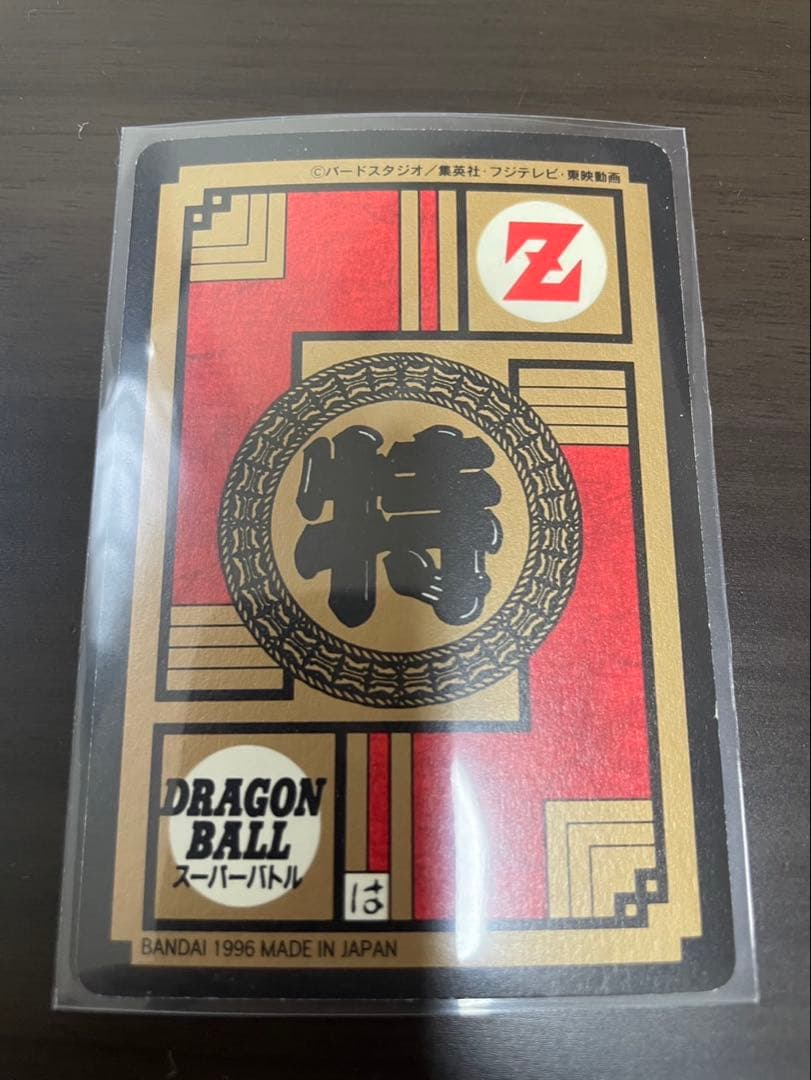 ©バードスタジオ／集英社・フジテレビ・東映動画
Z
特
DRAGON
BALL
スーパーバトル
は
BANDAI 1996 MADE IN JAPAN